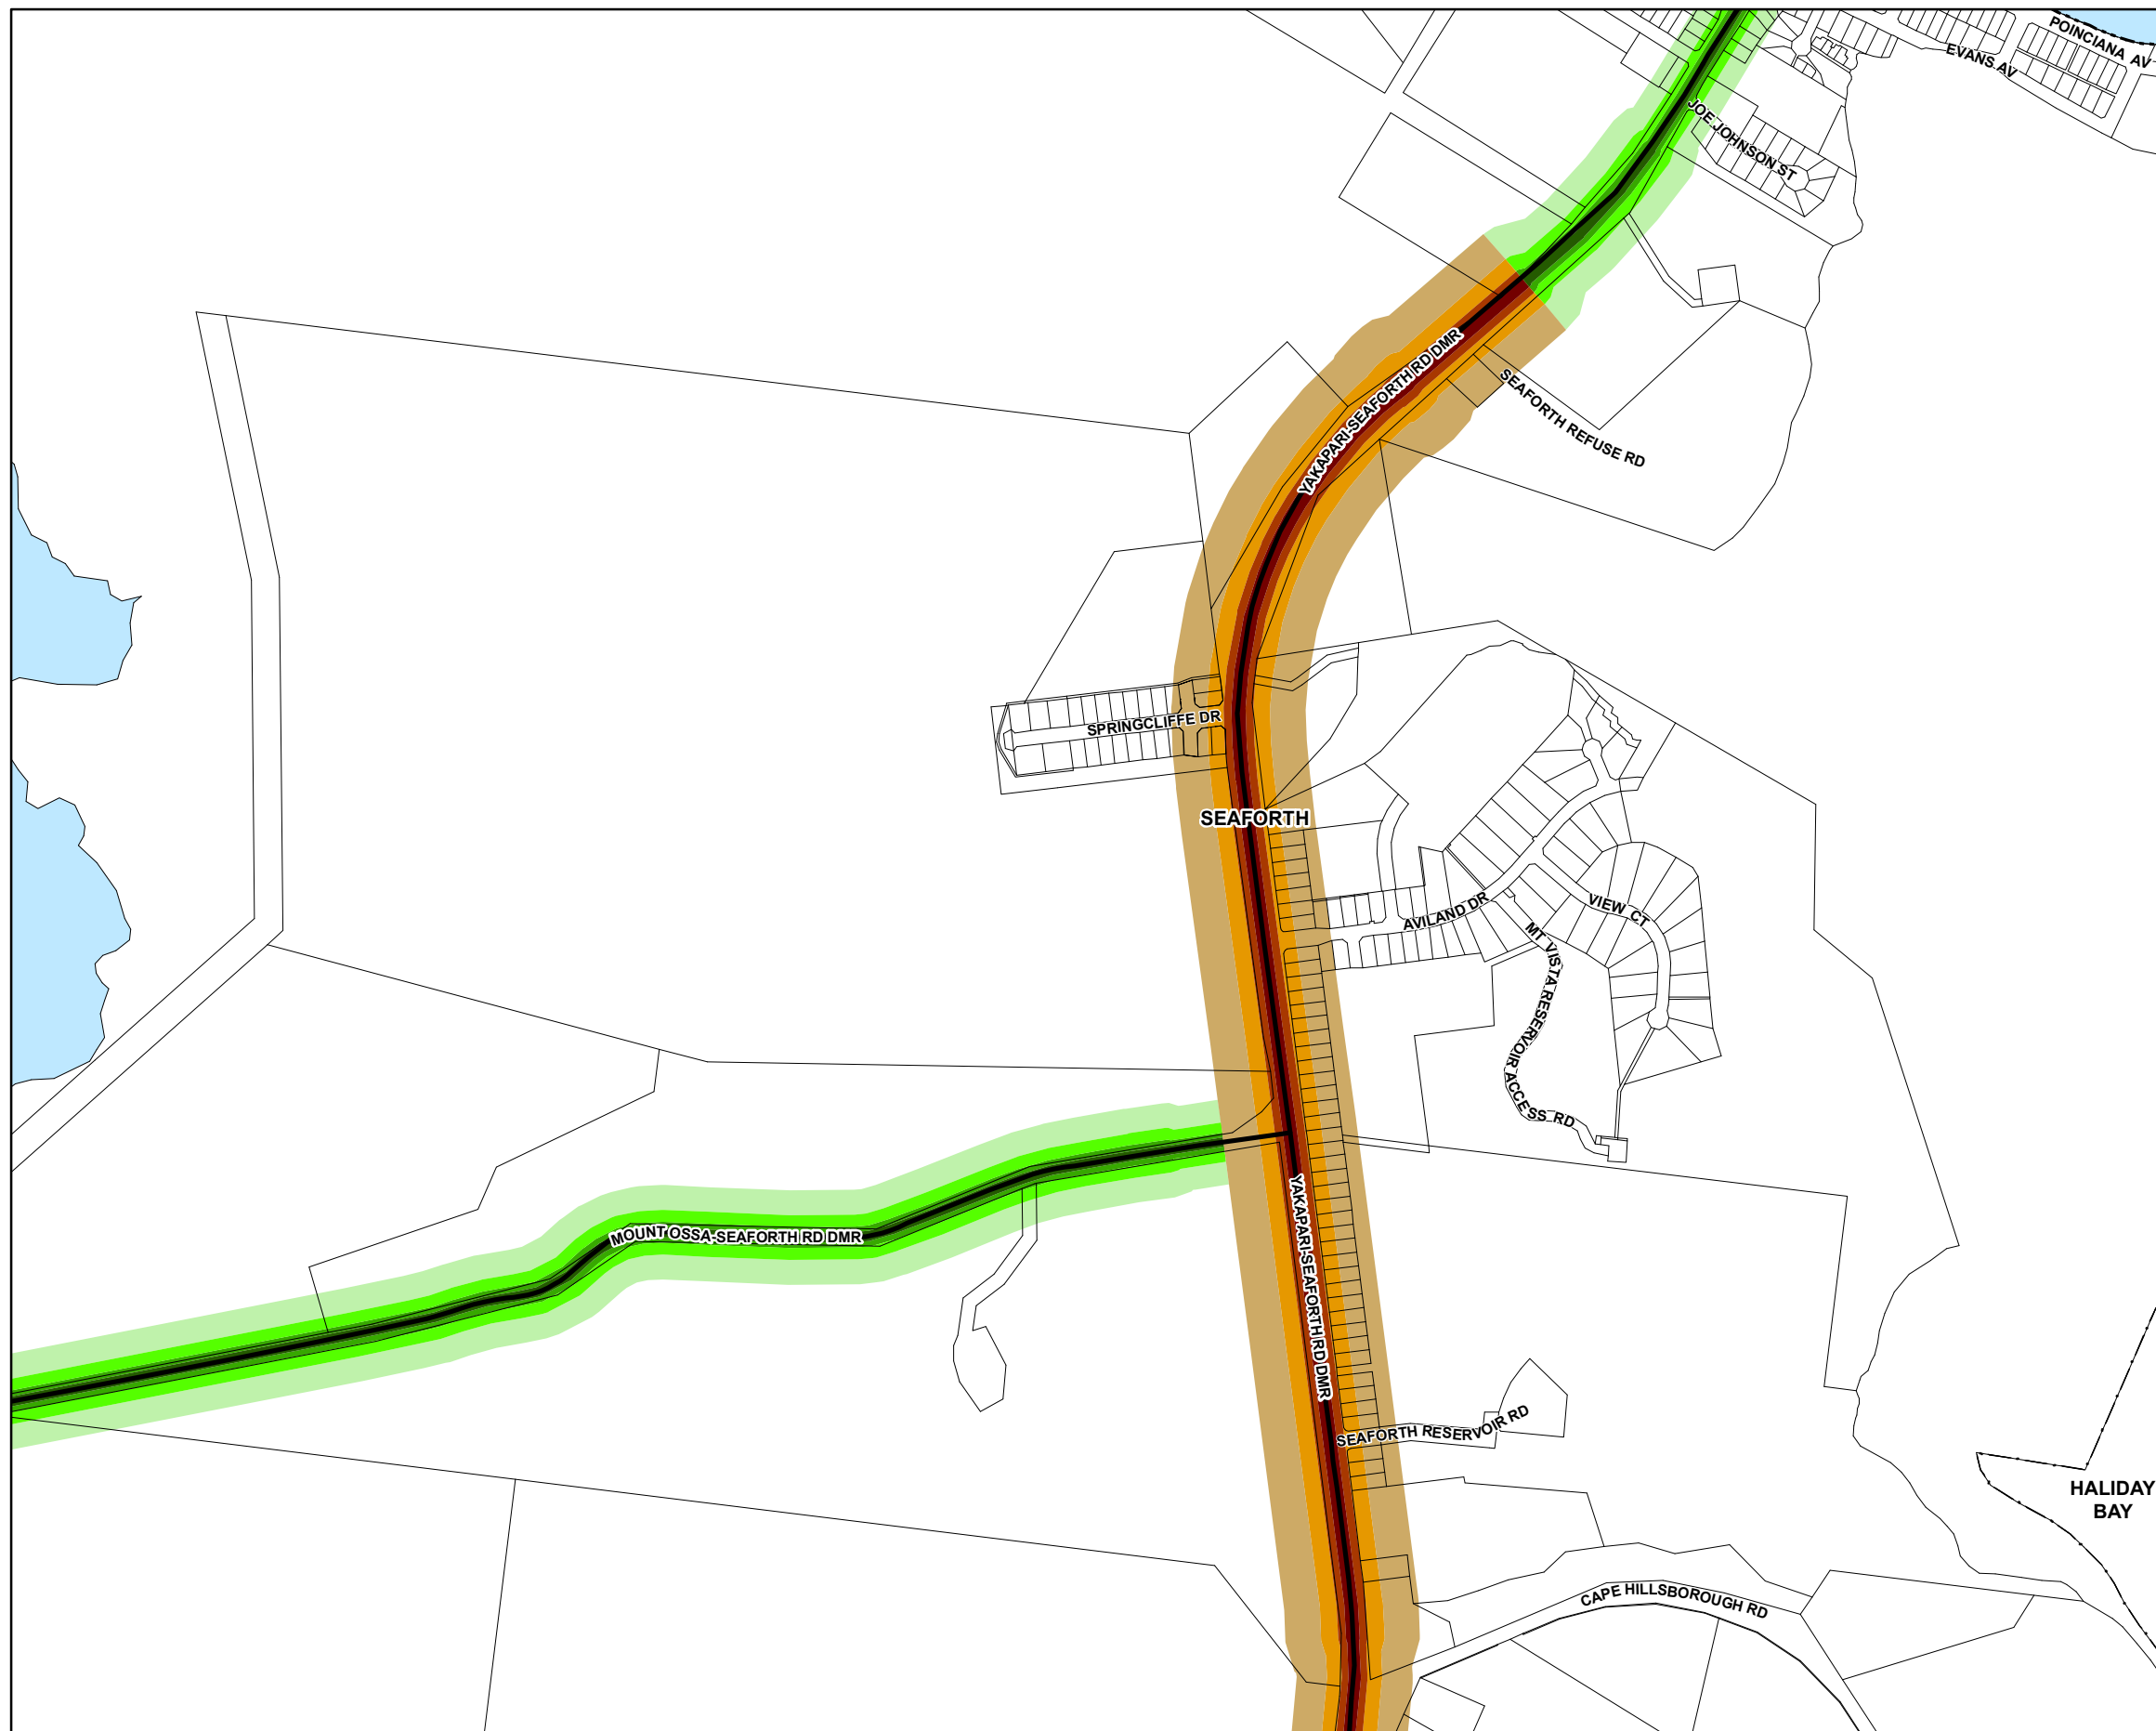 POINCIANA AV
EVANS AV
JOE JOHNSON ST
YAKAPARI-SEAFORTH RD DMR
SEAFORTH REFUSE RD
SPRINGCLIFFE DR
SEAFORTH
AVILAND DR
VIEW CT
MT VISTA RESERVOIR ACCESS RD
MOUNT OSSA-SEAFORTH RD DMR
YAKAPARI-SEAFORTH RD DMR
SEAFORTH RESERVOIR RD
HALIDAY
BAY
CAPE HILLSBOROUGH RD